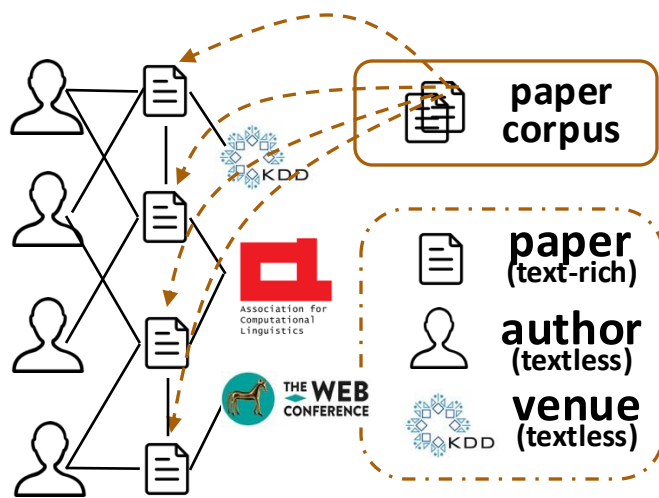 paper
corpus
KDD
Association for
Computational
Linguistics
THE WEB
CONFERENCE
paper
(text-rich)
author
(textless)
venue
(textless)
KDD